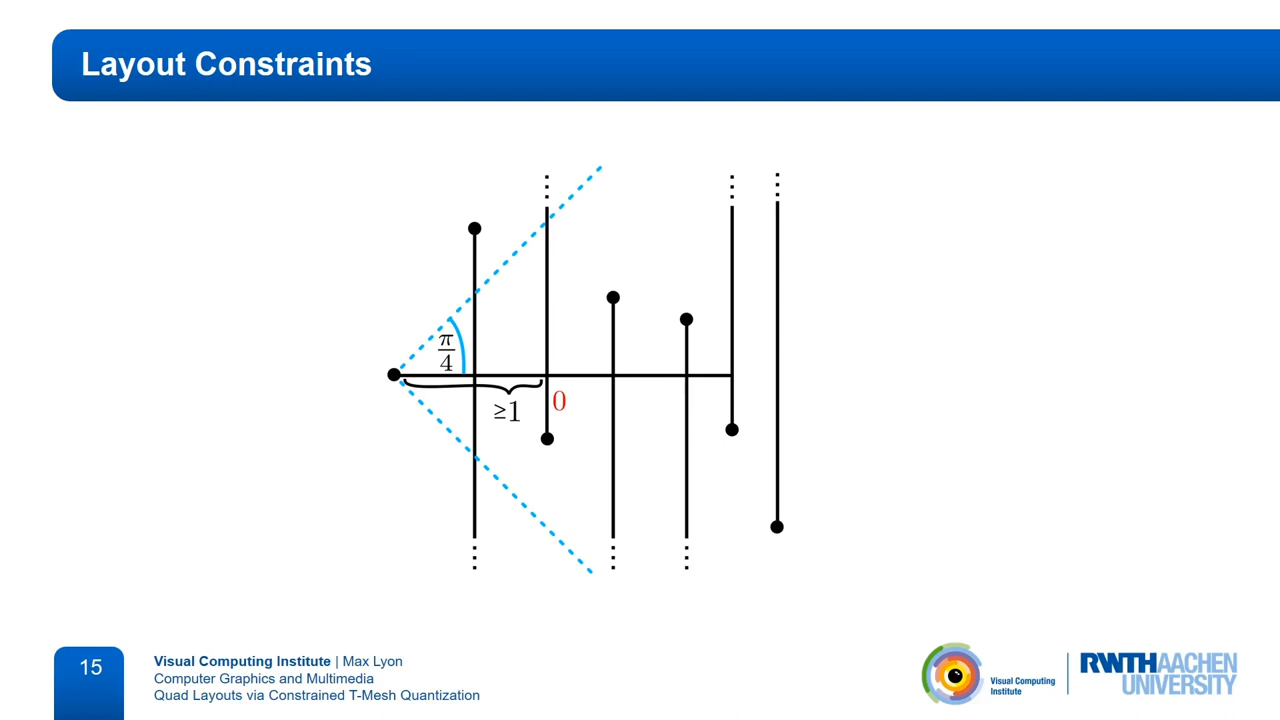 Layout Constraints
π
4
≥1
0
15
Visual Computing Institute | Max Lyon
Computer Graphics and Multimedia
Quad Layouts via Constrained T-Mesh Quantization
Visual Computing
Institute
RWTHAACHEN
UNIVERSITY